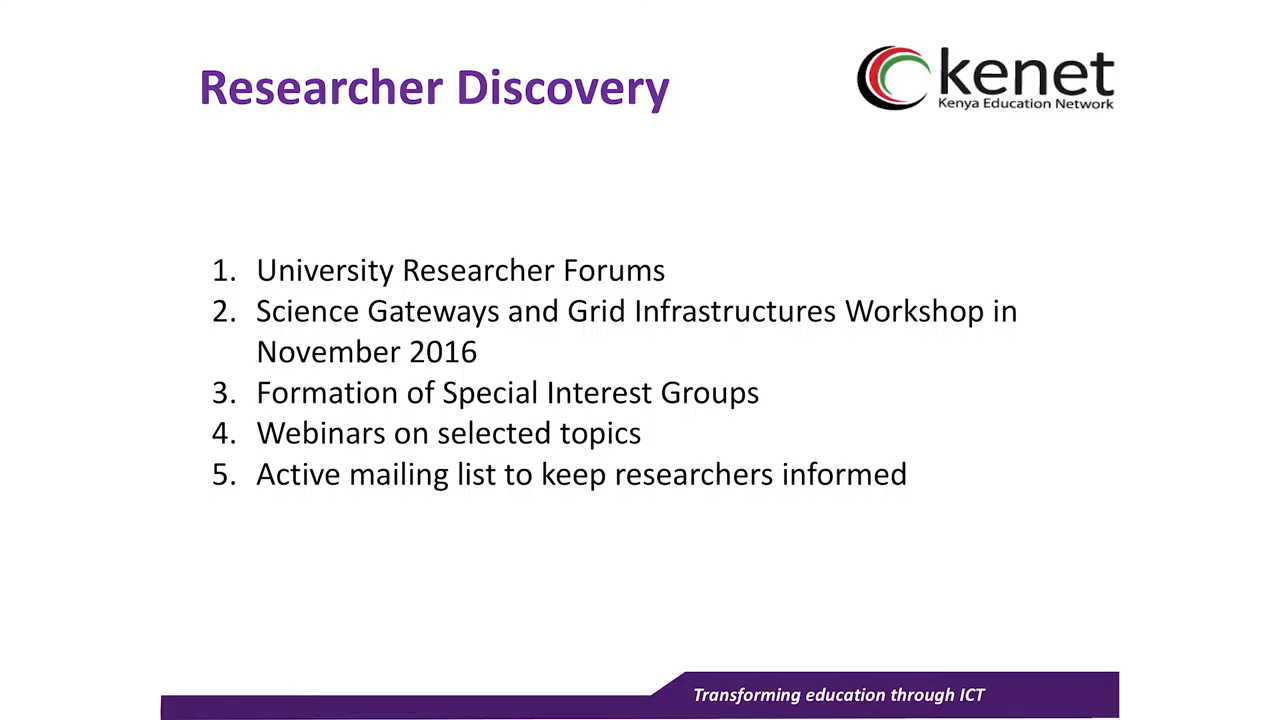 Researcher Discovery
kenet
Kenya Education Network
1. University Researcher Forums
2. Science Gateways and Grid Infrastructures Workshop in
November 2016
3. Formation of Special Interest Groups
4. Webinars on selected topics
5. Active mailing list to keep researchers informed
Transforming education through ICT